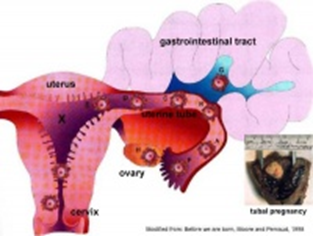 gastrointestinal tract
uterus
X
uterine tube
ovary
cervix
tubal pregnancy
Modified from: Before we are born, Moore and Persaud, 1998